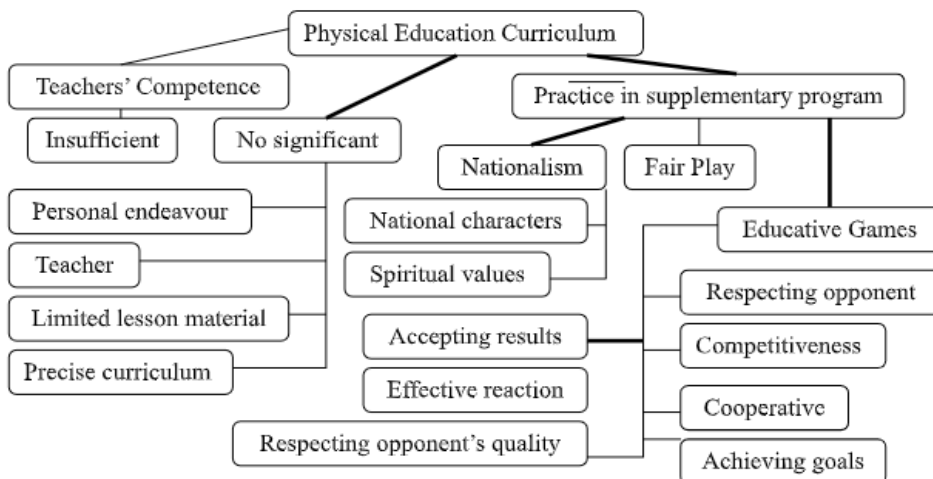 Physical Education Curriculum
Teachers’ Competence
Practice in supplementary program
Insufficient
No significant
Nationalism
Fair Play
Personal endeavour
National characters
Educative Games
Teacher
Spiritual values
Respecting opponent
Limited lesson material
Accepting results
Competitiveness
Precise curriculum
Effective reaction
Cooperative
Respecting opponent’s quality
Achieving goals